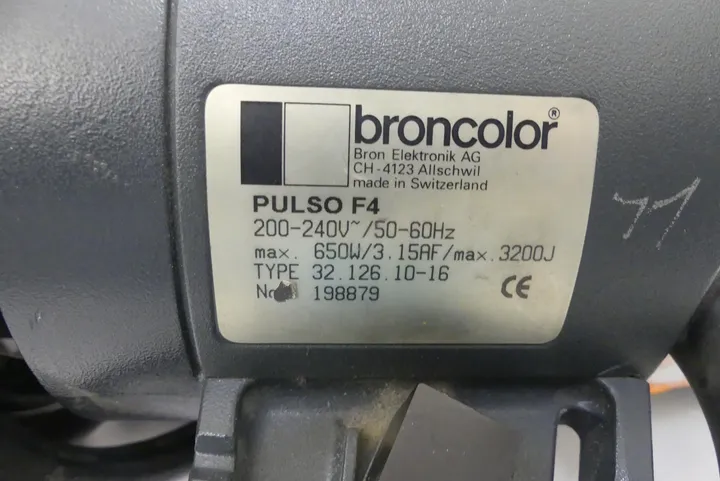 broncolor®
Bron Elektronik AG
CH-4123 Allschwil
made in Switzerland
PULSO F4
200-240V~/50-60Hz
max. 650W/3.15AF/max.3200J
TYPE 32.126.10-16
No 198879 CE